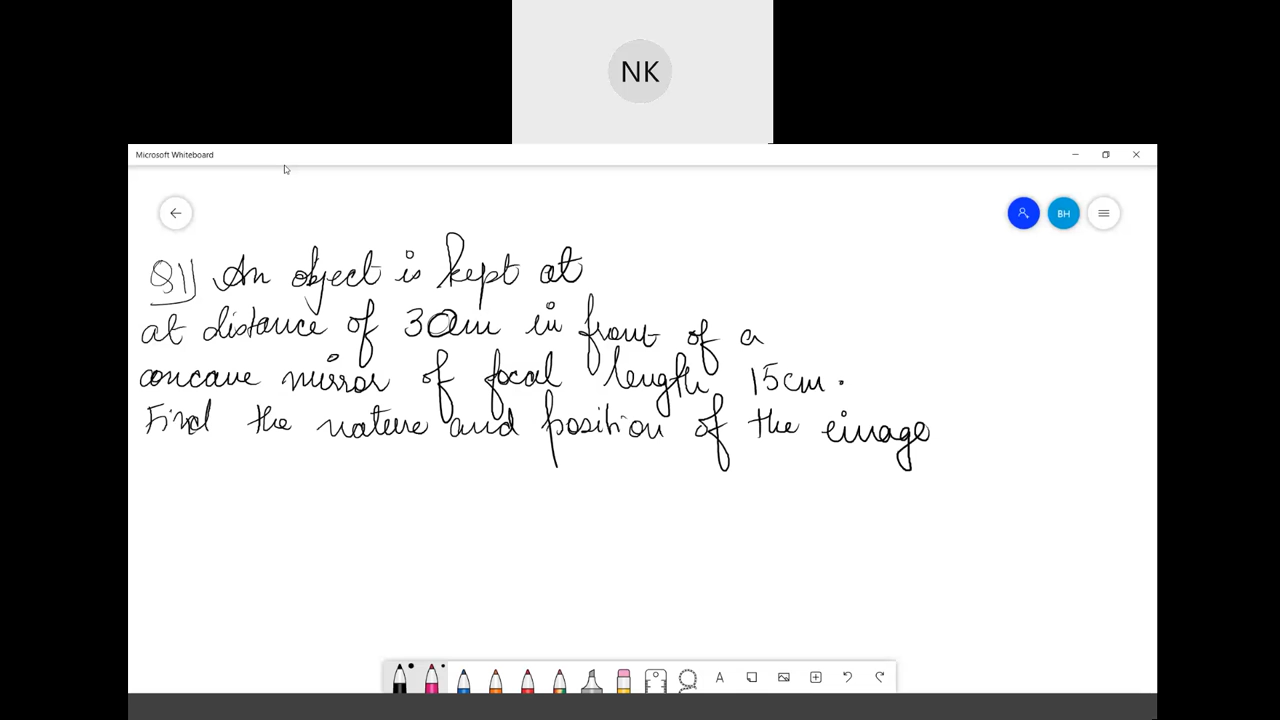 NK
Microsoft Whiteboard
BH
Q1) An object is kept at
at distance of 30cm in front of a
concave mirror of focal length 15cm.
Find the nature and position of the image
A